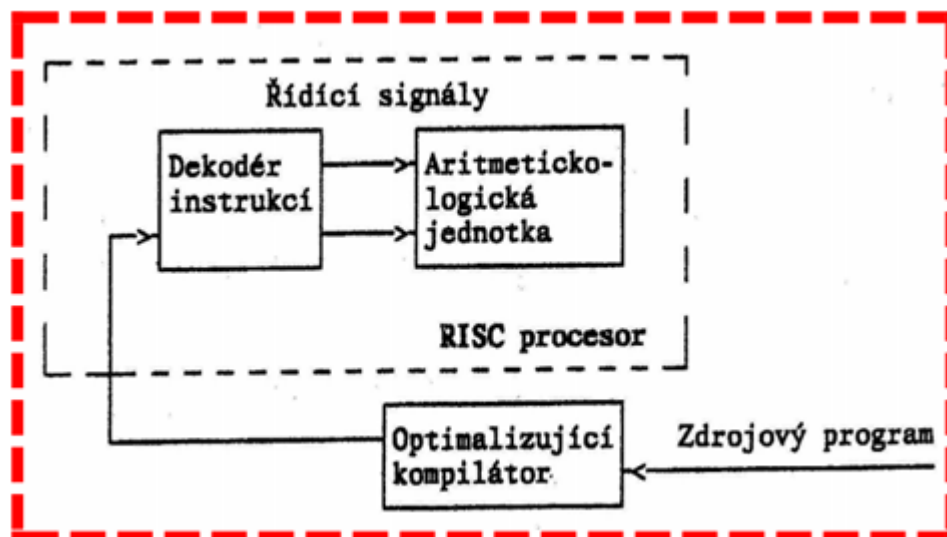 Řídící signály
Dekodér
instrukcí
Aritmeticko-
logická
jednotka
RISC procesor
Optimalizující
kompilátor
Zdrojový program